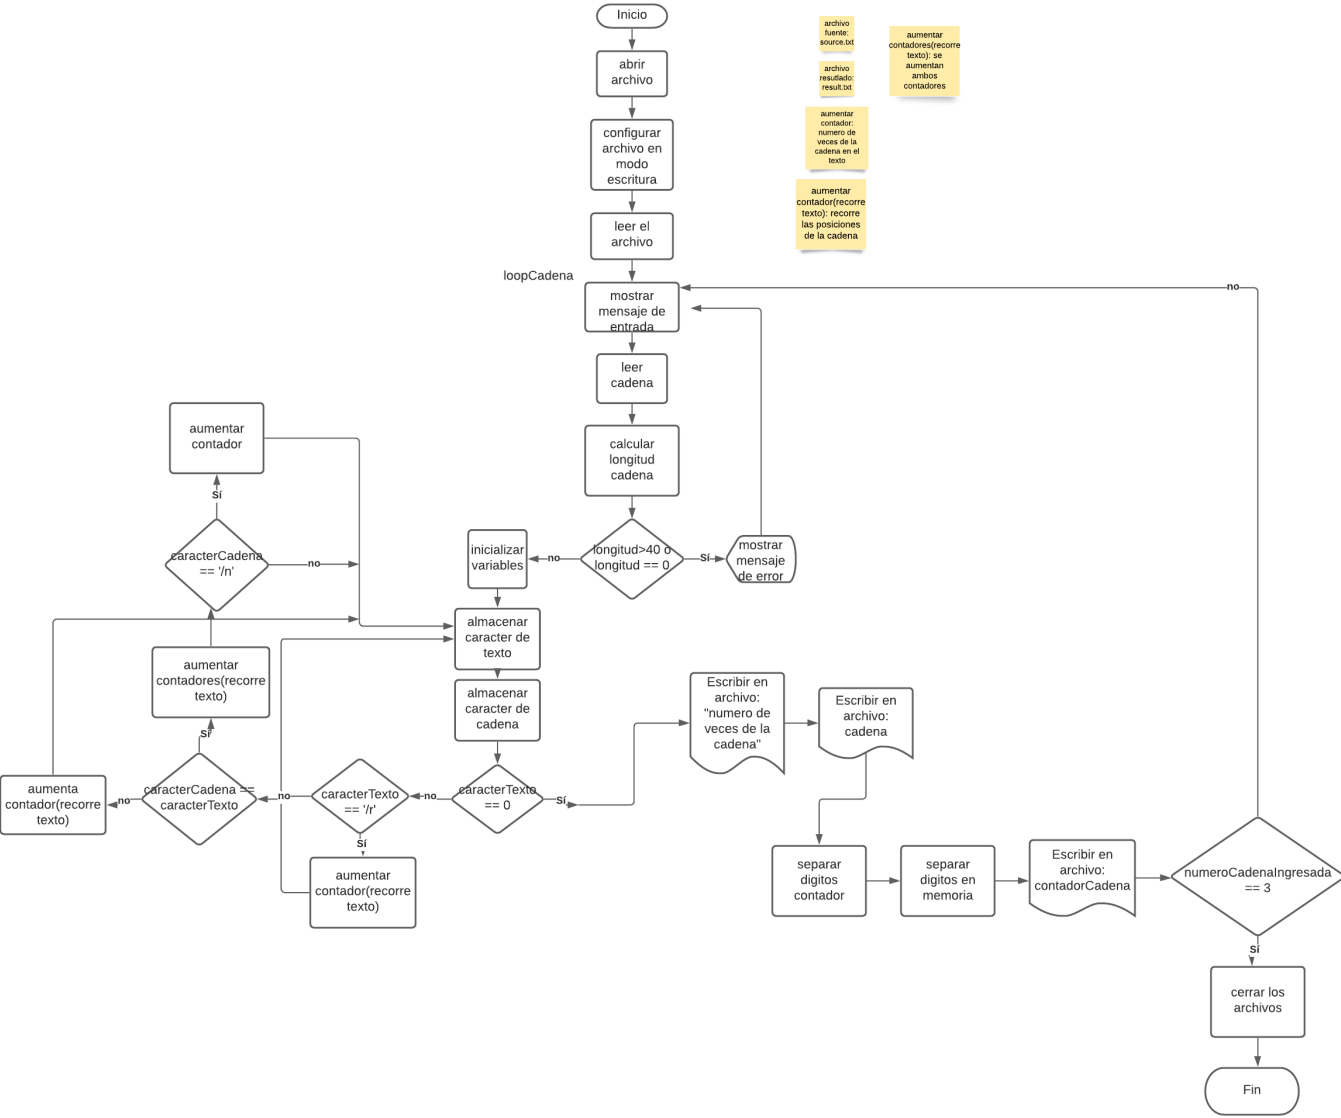 Inicio
abrir
archivo
configurar
archivo en
modo
escritura
leer el
archivo
loopCadena
mostrar
mensaje de
entrada
leer
cadena
calcular
longitud
cadena
longitud>40 o
longitud == 0
Sí
mostrar
mensaje
de error
no
inicializar
variables
almacenar
caracter de
texto
almacenar
caracter de
cadena
caracterTexto
== 0
no
caracterTexto
== '/r'
Sí
aumentar
contador(recorre
texto)
no
caracterCadena ==
caracterTexto
no
aumenta
contador(recorre
texto)
Sí
aumentar
contadores(recorre
texto)
caracterCadena
== '/n'
no
Sí
aumentar
contador
Sí
Escribir en
archivo:
"numero de
veces de la
cadena"
Escribir en
archivo:
cadena
separar
digitos
contador
separar
digitos en
memoria
Escribir en
archivo:
contadorCadena
numeroCadenaIngresada
== 3
no
Sí
cerrar los
archivos
Fin
archivo
fuente:
source.txt
archivo
resutlado:
result.txt
aumentar
contador:
numero de
veces de la
cadena en el
texto
aumentar
contador(recorre
texto): recorre
las posiciones
de la cadena
aumentar
contadores(recorre
texto): se
aumentan
ambos
contadores